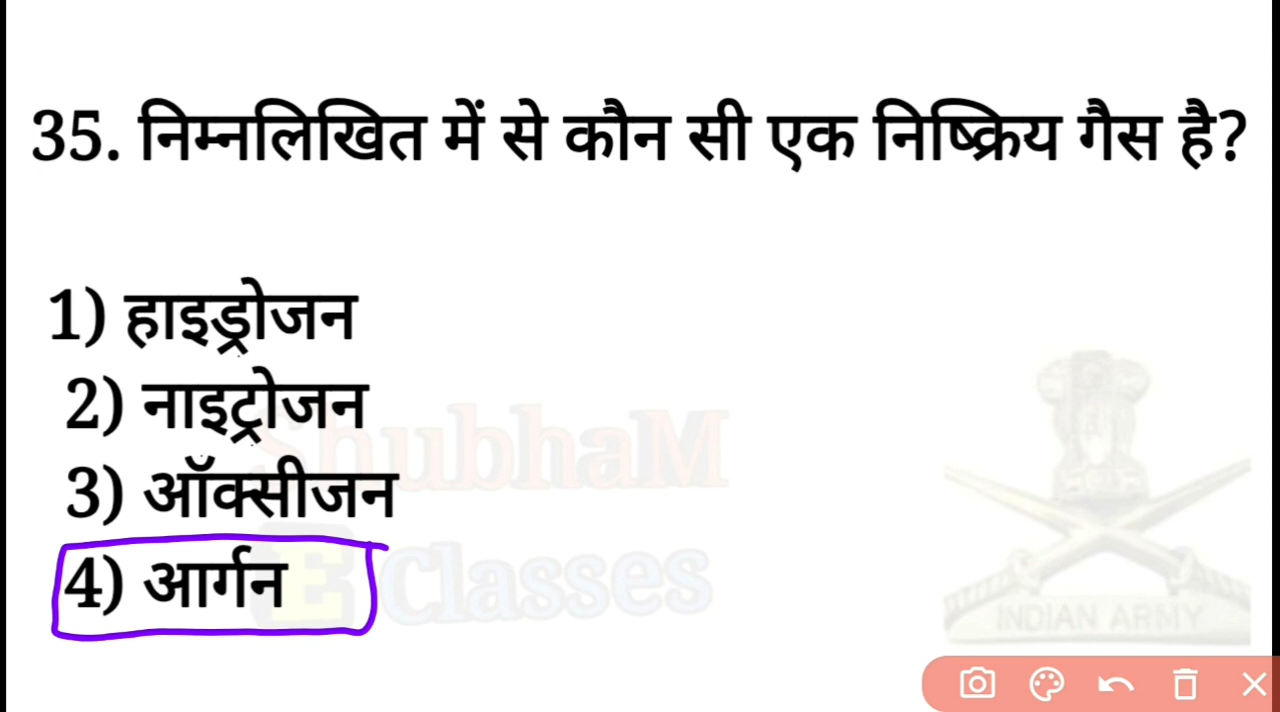 35. निम्नलिखित में से कौन सी एक निष्क्रिय गैस है?
1) हाइड्रोजन
2) नाइट्रोजन
3) ऑक्सीजन
4) आर्गन
ShubhaM
E Classes
INDIAN ARMY